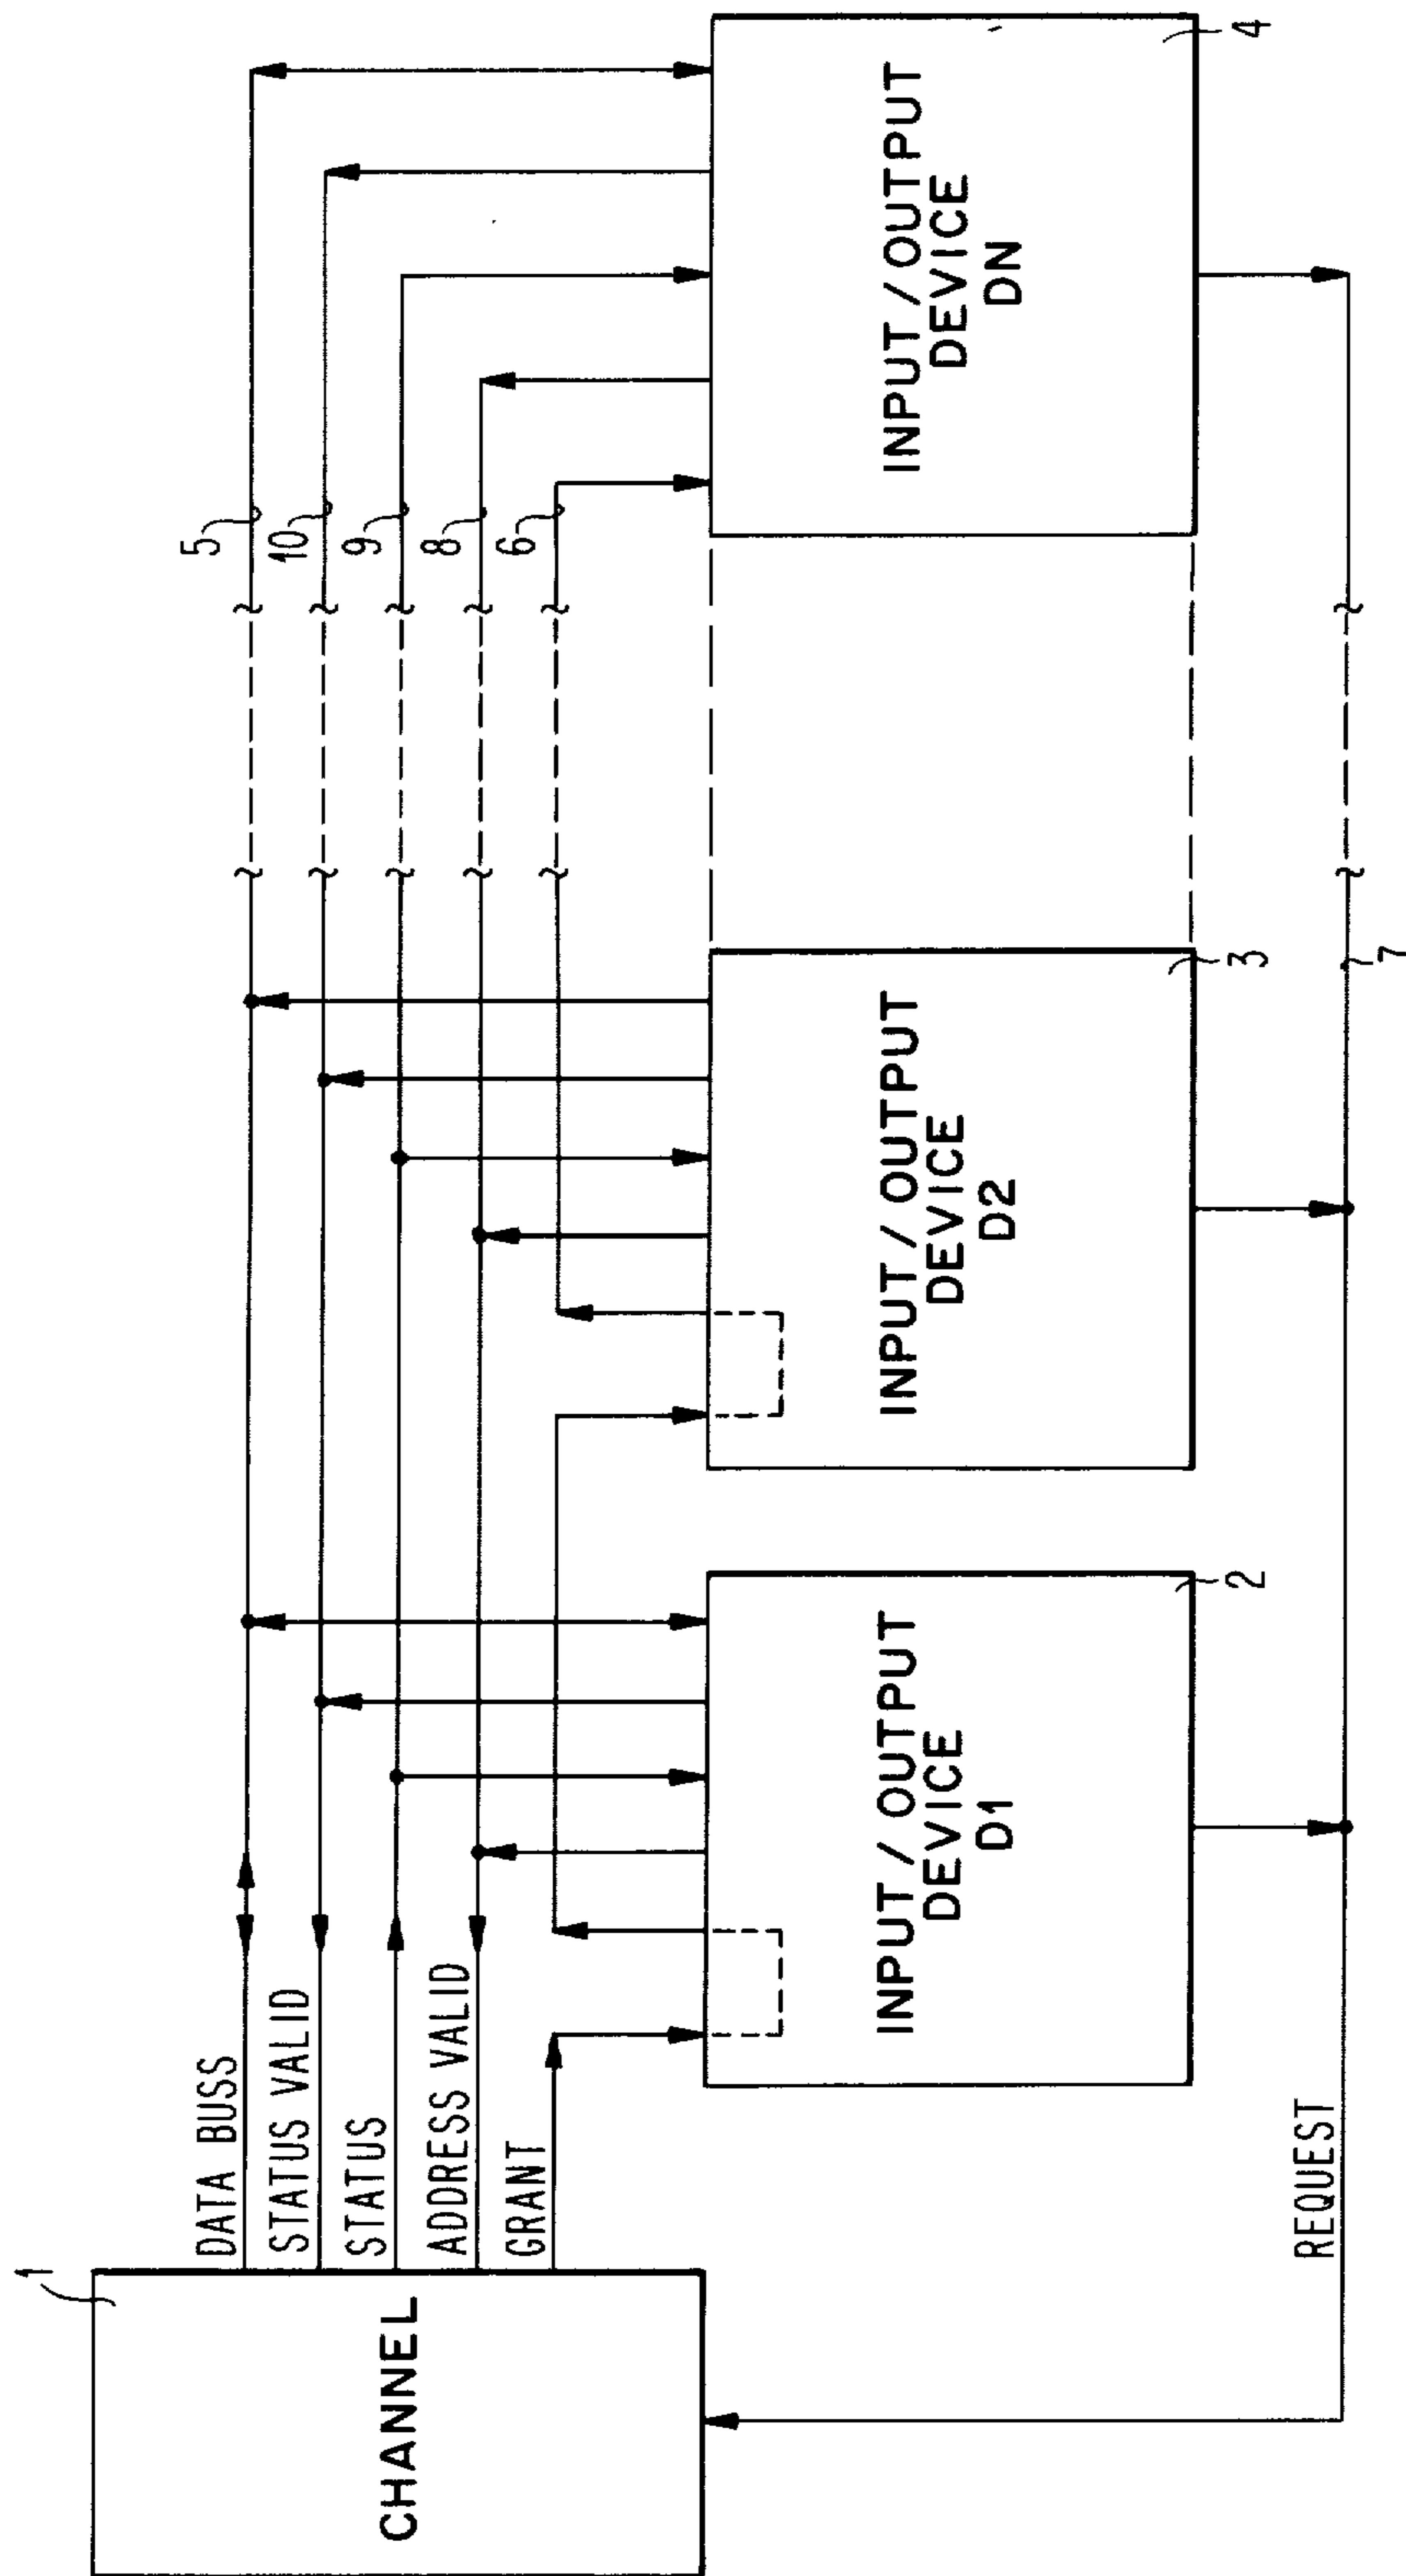 1
CHANNEL
DATA BUSS
STATUS VALID
STATUS
ADDRESS VALID
GRANT
REQUEST
INPUT/OUTPUT
DEVICE
D1
2
INPUT/OUTPUT
DEVICE
D2
3
7
5
10
9
8
6
INPUT/OUTPUT
DEVICE
DN
4